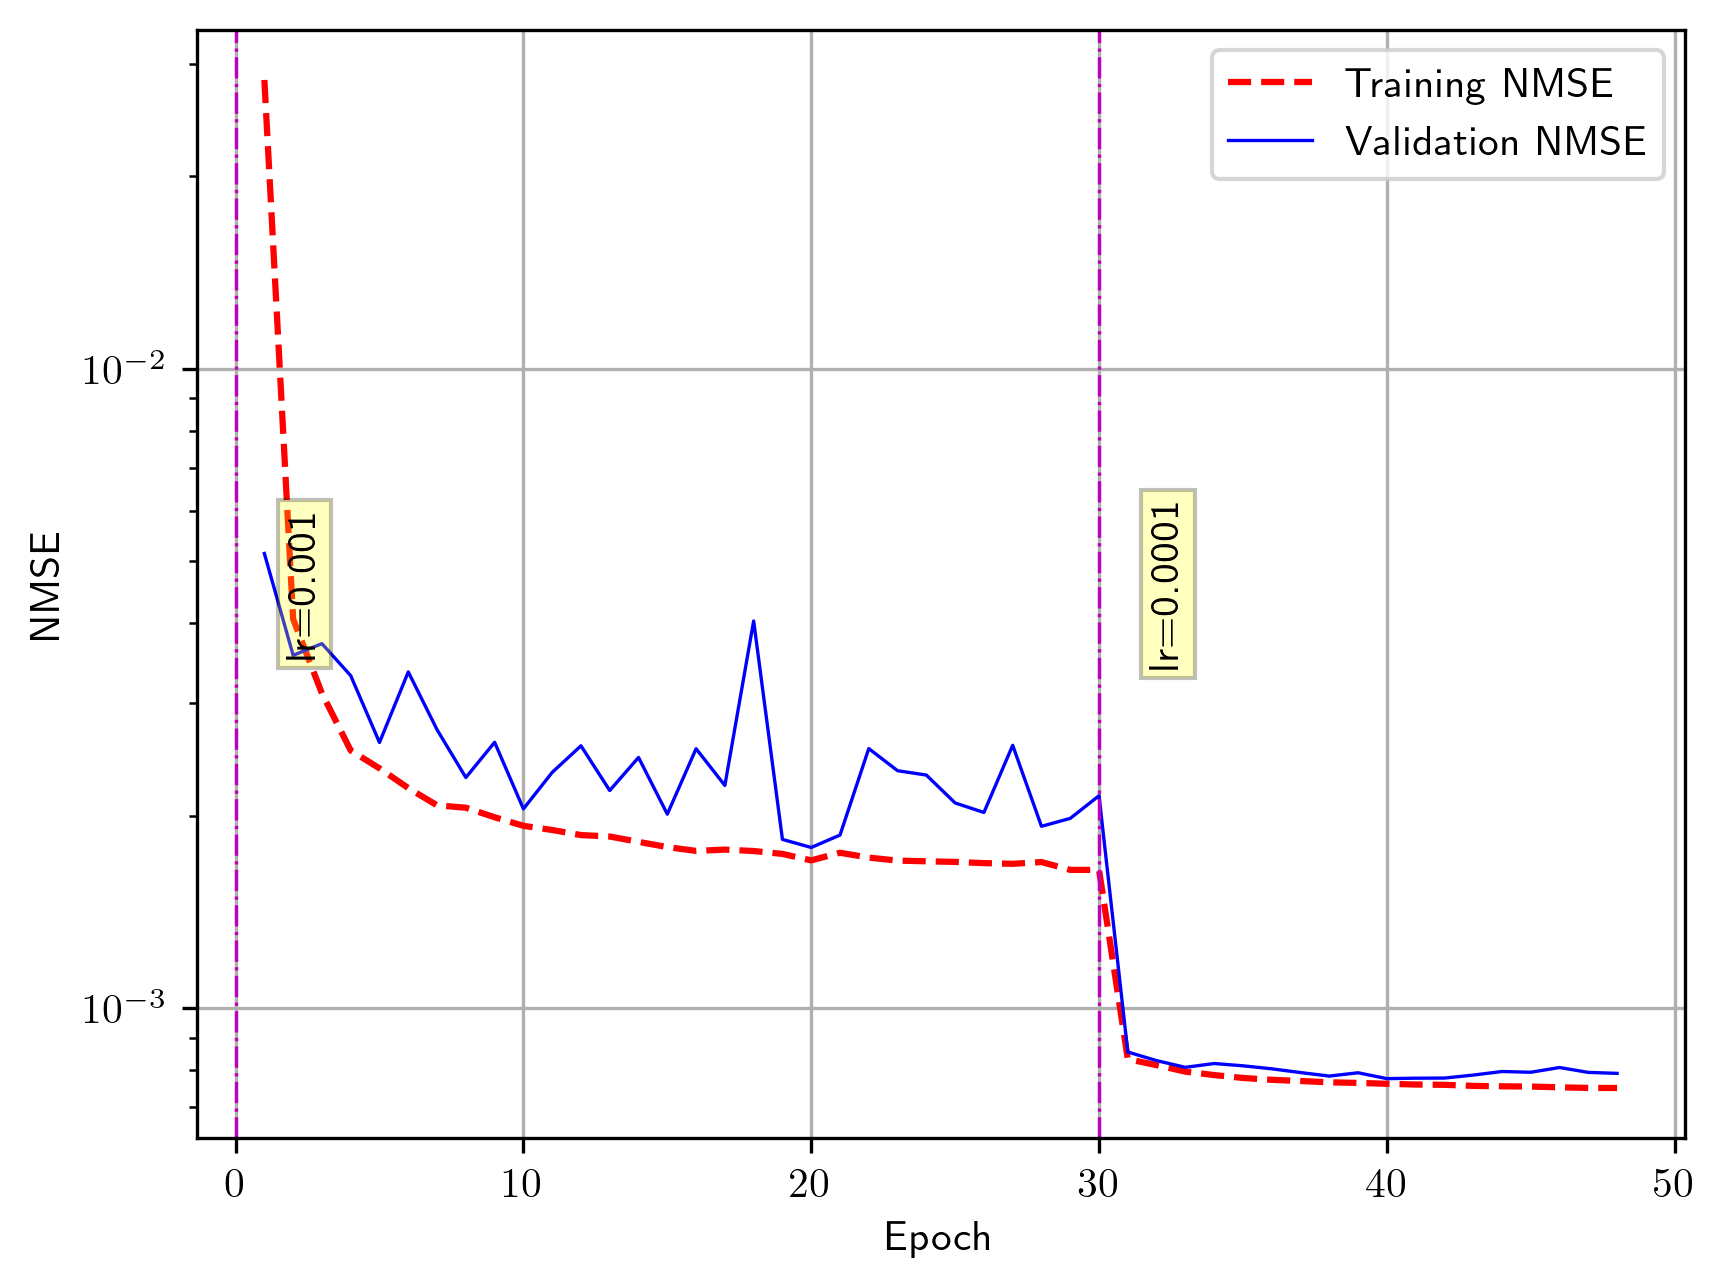 Training NMSE
Validation NMSE
10⁻²
10⁻³
NMSE
lr=0.001
lr=0.0001
0 10 20 30 40 50
Epoch